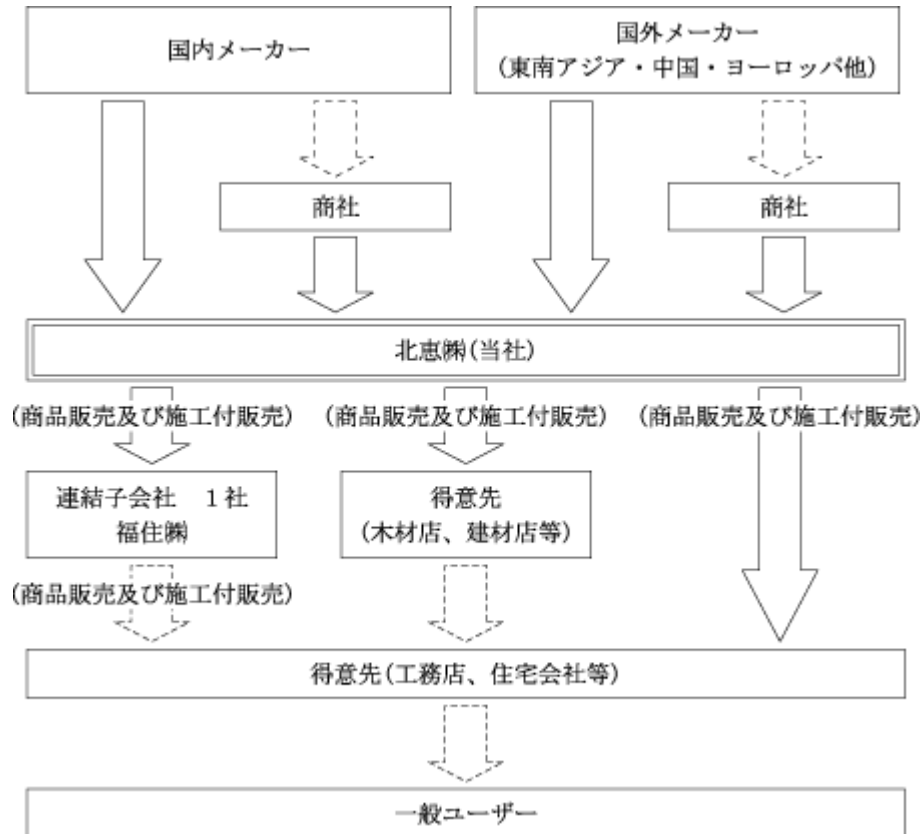 国内メーカー
国外メーカー
(東南アジア・中国・ヨーロッパ他)
商社
商社
北恵㈱(当社)
(商品販売及び施工付販売)
(商品販売及び施工付販売)
(商品販売及び施工付販売)
連結子会社　１社
福住㈱
得意先
(木材店、建材店等)
(商品販売及び施工付販売)
得意先(工務店、住宅会社等)
一般ユーザー